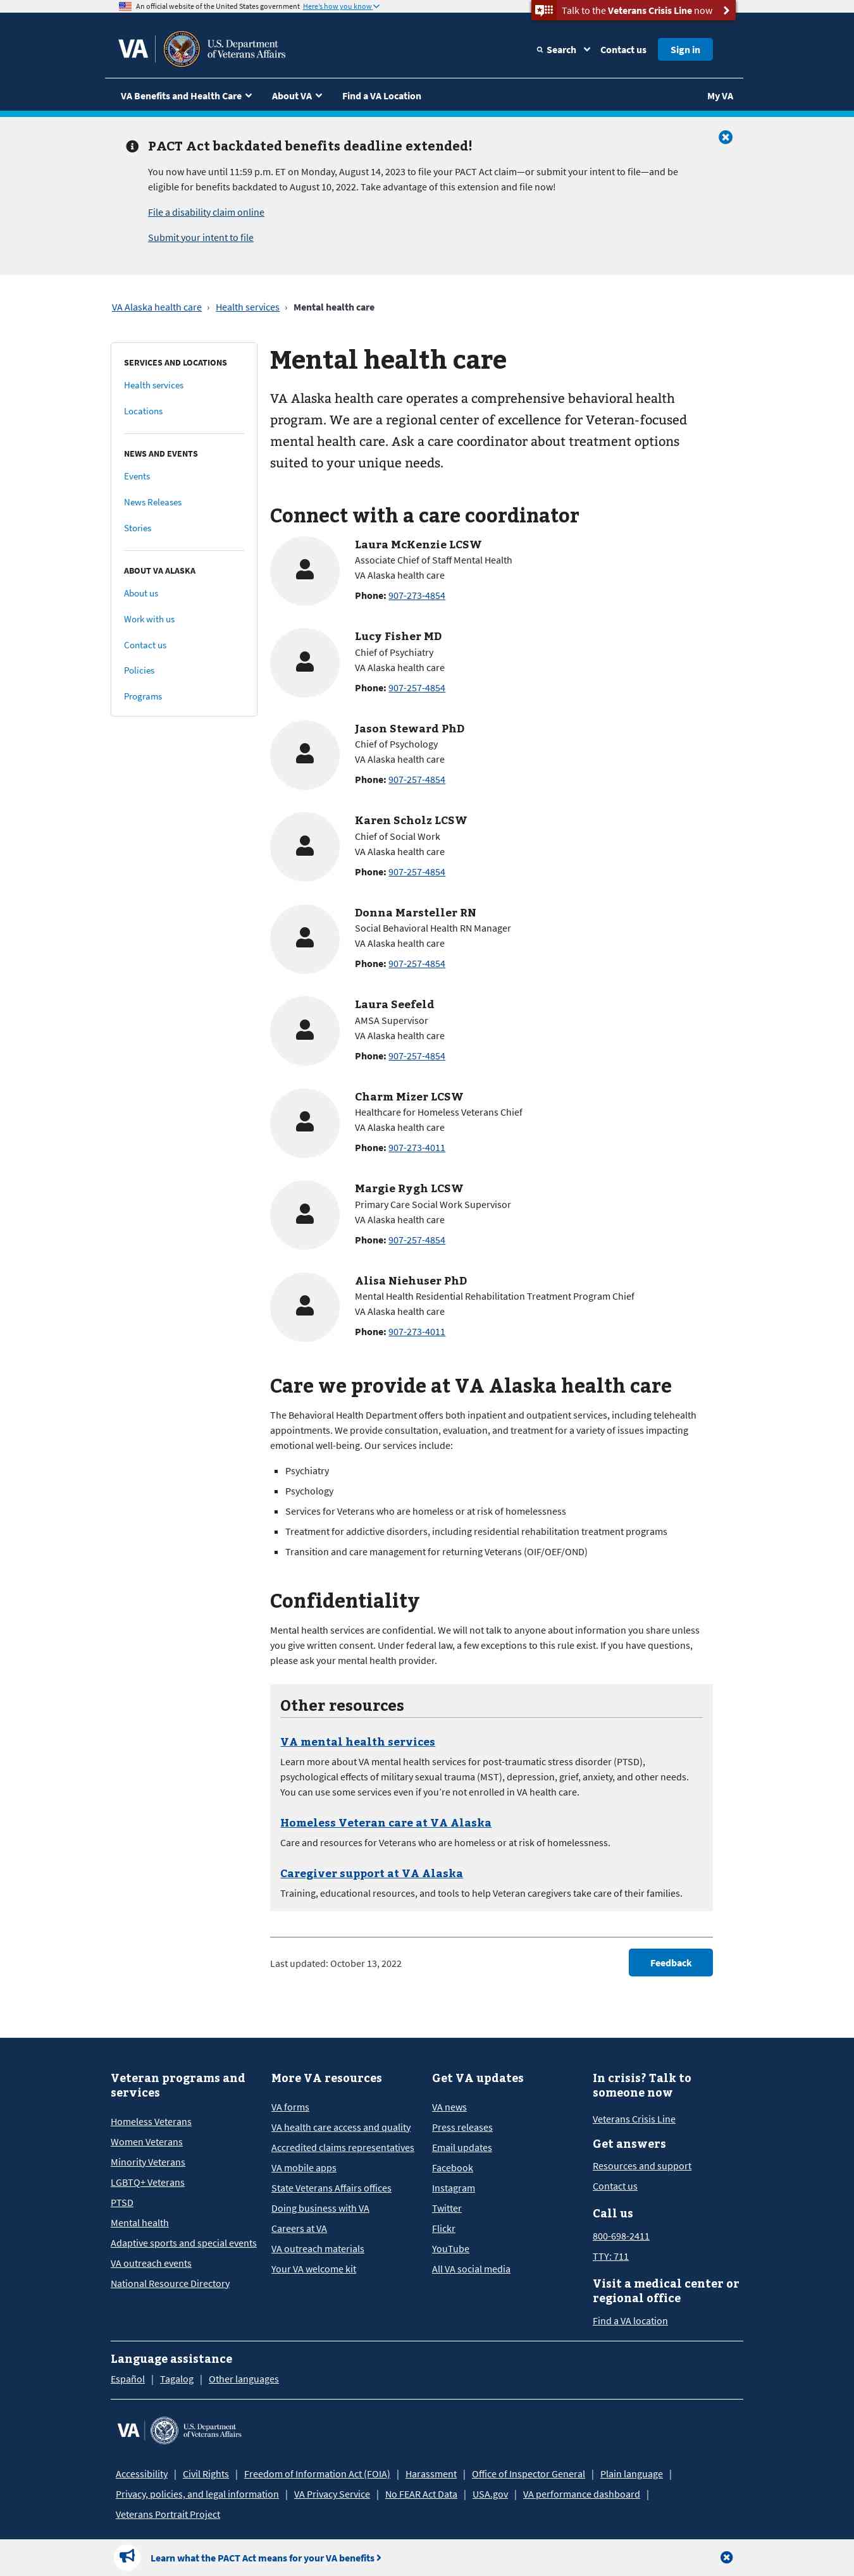 An official website of the United States government Here's how you know
Talk to the Veterans Crisis Line now
VA
U.S. Department
of Veterans Affairs
Search
Contact us
Sign in
VA Benefits and Health Care
About VA
Find a VA Location
My VA
PACT Act backdated benefits deadline extended!
You now have until 11:59 p.m. ET on Monday, August 14, 2023 to file your PACT Act claim—or submit your intent to file—and be
eligible for benefits backdated to August 10, 2022. Take advantage of this extension and file now!
File a disability claim online
Submit your intent to file
VA Alaska health care › Health services › Mental health care
SERVICES AND LOCATIONS
Health services
Locations
NEWS AND EVENTS
Events
News Releases
Stories
ABOUT VA ALASKA
About us
Work with us
Contact us
Policies
Programs
Mental health care
VA Alaska health care operates a comprehensive behavioral health
program. We are a regional center of excellence for Veteran-focused
mental health care. Ask a care coordinator about treatment options
suited to your unique needs.
Connect with a care coordinator
Laura McKenzie LCSW
Associate Chief of Staff Mental Health
VA Alaska health care
Phone: 907-273-4854
Lucy Fisher MD
Chief of Psychiatry
VA Alaska health care
Phone: 907-257-4854
Jason Steward PhD
Chief of Psychology
VA Alaska health care
Phone: 907-257-4854
Karen Scholz LCSW
Chief of Social Work
VA Alaska health care
Phone: 907-257-4854
Donna Marsteller RN
Social Behavioral Health RN Manager
VA Alaska health care
Phone: 907-257-4854
Laura Seefeld
AMSA Supervisor
VA Alaska health care
Phone: 907-257-4854
Charm Mizer LCSW
Healthcare for Homeless Veterans Chief
VA Alaska health care
Phone: 907-273-4011
Margie Rygh LCSW
Primary Care Social Work Supervisor
VA Alaska health care
Phone: 907-257-4854
Alisa Niehuser PhD
Mental Health Residential Rehabilitation Treatment Program Chief
VA Alaska health care
Phone: 907-273-4011
Care we provide at VA Alaska health care
The Behavioral Health Department offers both inpatient and outpatient services, including telehealth
appointments. We provide consultation, evaluation, and treatment for a variety of issues impacting
emotional well-being. Our services include:
Psychiatry
Psychology
Services for Veterans who are homeless or at risk of homelessness
Treatment for addictive disorders, including residential rehabilitation treatment programs
Transition and care management for returning Veterans (OIF/OEF/OND)
Confidentiality
Mental health services are confidential. We will not talk to anyone about information you share unless
you give written consent. Under federal law, a few exceptions to this rule exist. If you have questions,
please ask your mental health provider.
Other resources
VA mental health services
Learn more about VA mental health services for post-traumatic stress disorder (PTSD),
psychological effects of military sexual trauma (MST), depression, grief, anxiety, and other needs.
You can use some services even if you're not enrolled in VA health care.
Homeless Veteran care at VA Alaska
Care and resources for Veterans who are homeless or at risk of homelessness.
Caregiver support at VA Alaska
Training, educational resources, and tools to help Veteran caregivers take care of their families.
Last updated: October 13, 2022
Feedback
Veteran programs and
services
Homeless Veterans
Women Veterans
Minority Veterans
LGBTQ+ Veterans
PTSD
Mental health
Adaptive sports and special events
VA outreach events
National Resource Directory
More VA resources
VA forms
VA health care access and quality
Accredited claims representatives
VA mobile apps
State Veterans Affairs offices
Doing business with VA
Careers at VA
VA outreach materials
Your VA welcome kit
Get VA updates
VA news
Press releases
Email updates
Facebook
Instagram
Twitter
Flickr
YouTube
All VA social media
In crisis? Talk to
someone now
Veterans Crisis Line
Get answers
Resources and support
Contact us
Call us
800-698-2411
TTY: 711
Visit a medical center or
regional office
Find a VA location
Language assistance
Español | Tagalog | Other languages
VA
U.S. Department
of Veterans Affairs
Accessibility | Civil Rights | Freedom of Information Act (FOIA) | Harassment | Office of Inspector General | Plain language |
Privacy, policies, and legal information | VA Privacy Service | No FEAR Act Data | USA.gov | VA performance dashboard |
Veterans Portrait Project
Learn what the PACT Act means for your VA benefits